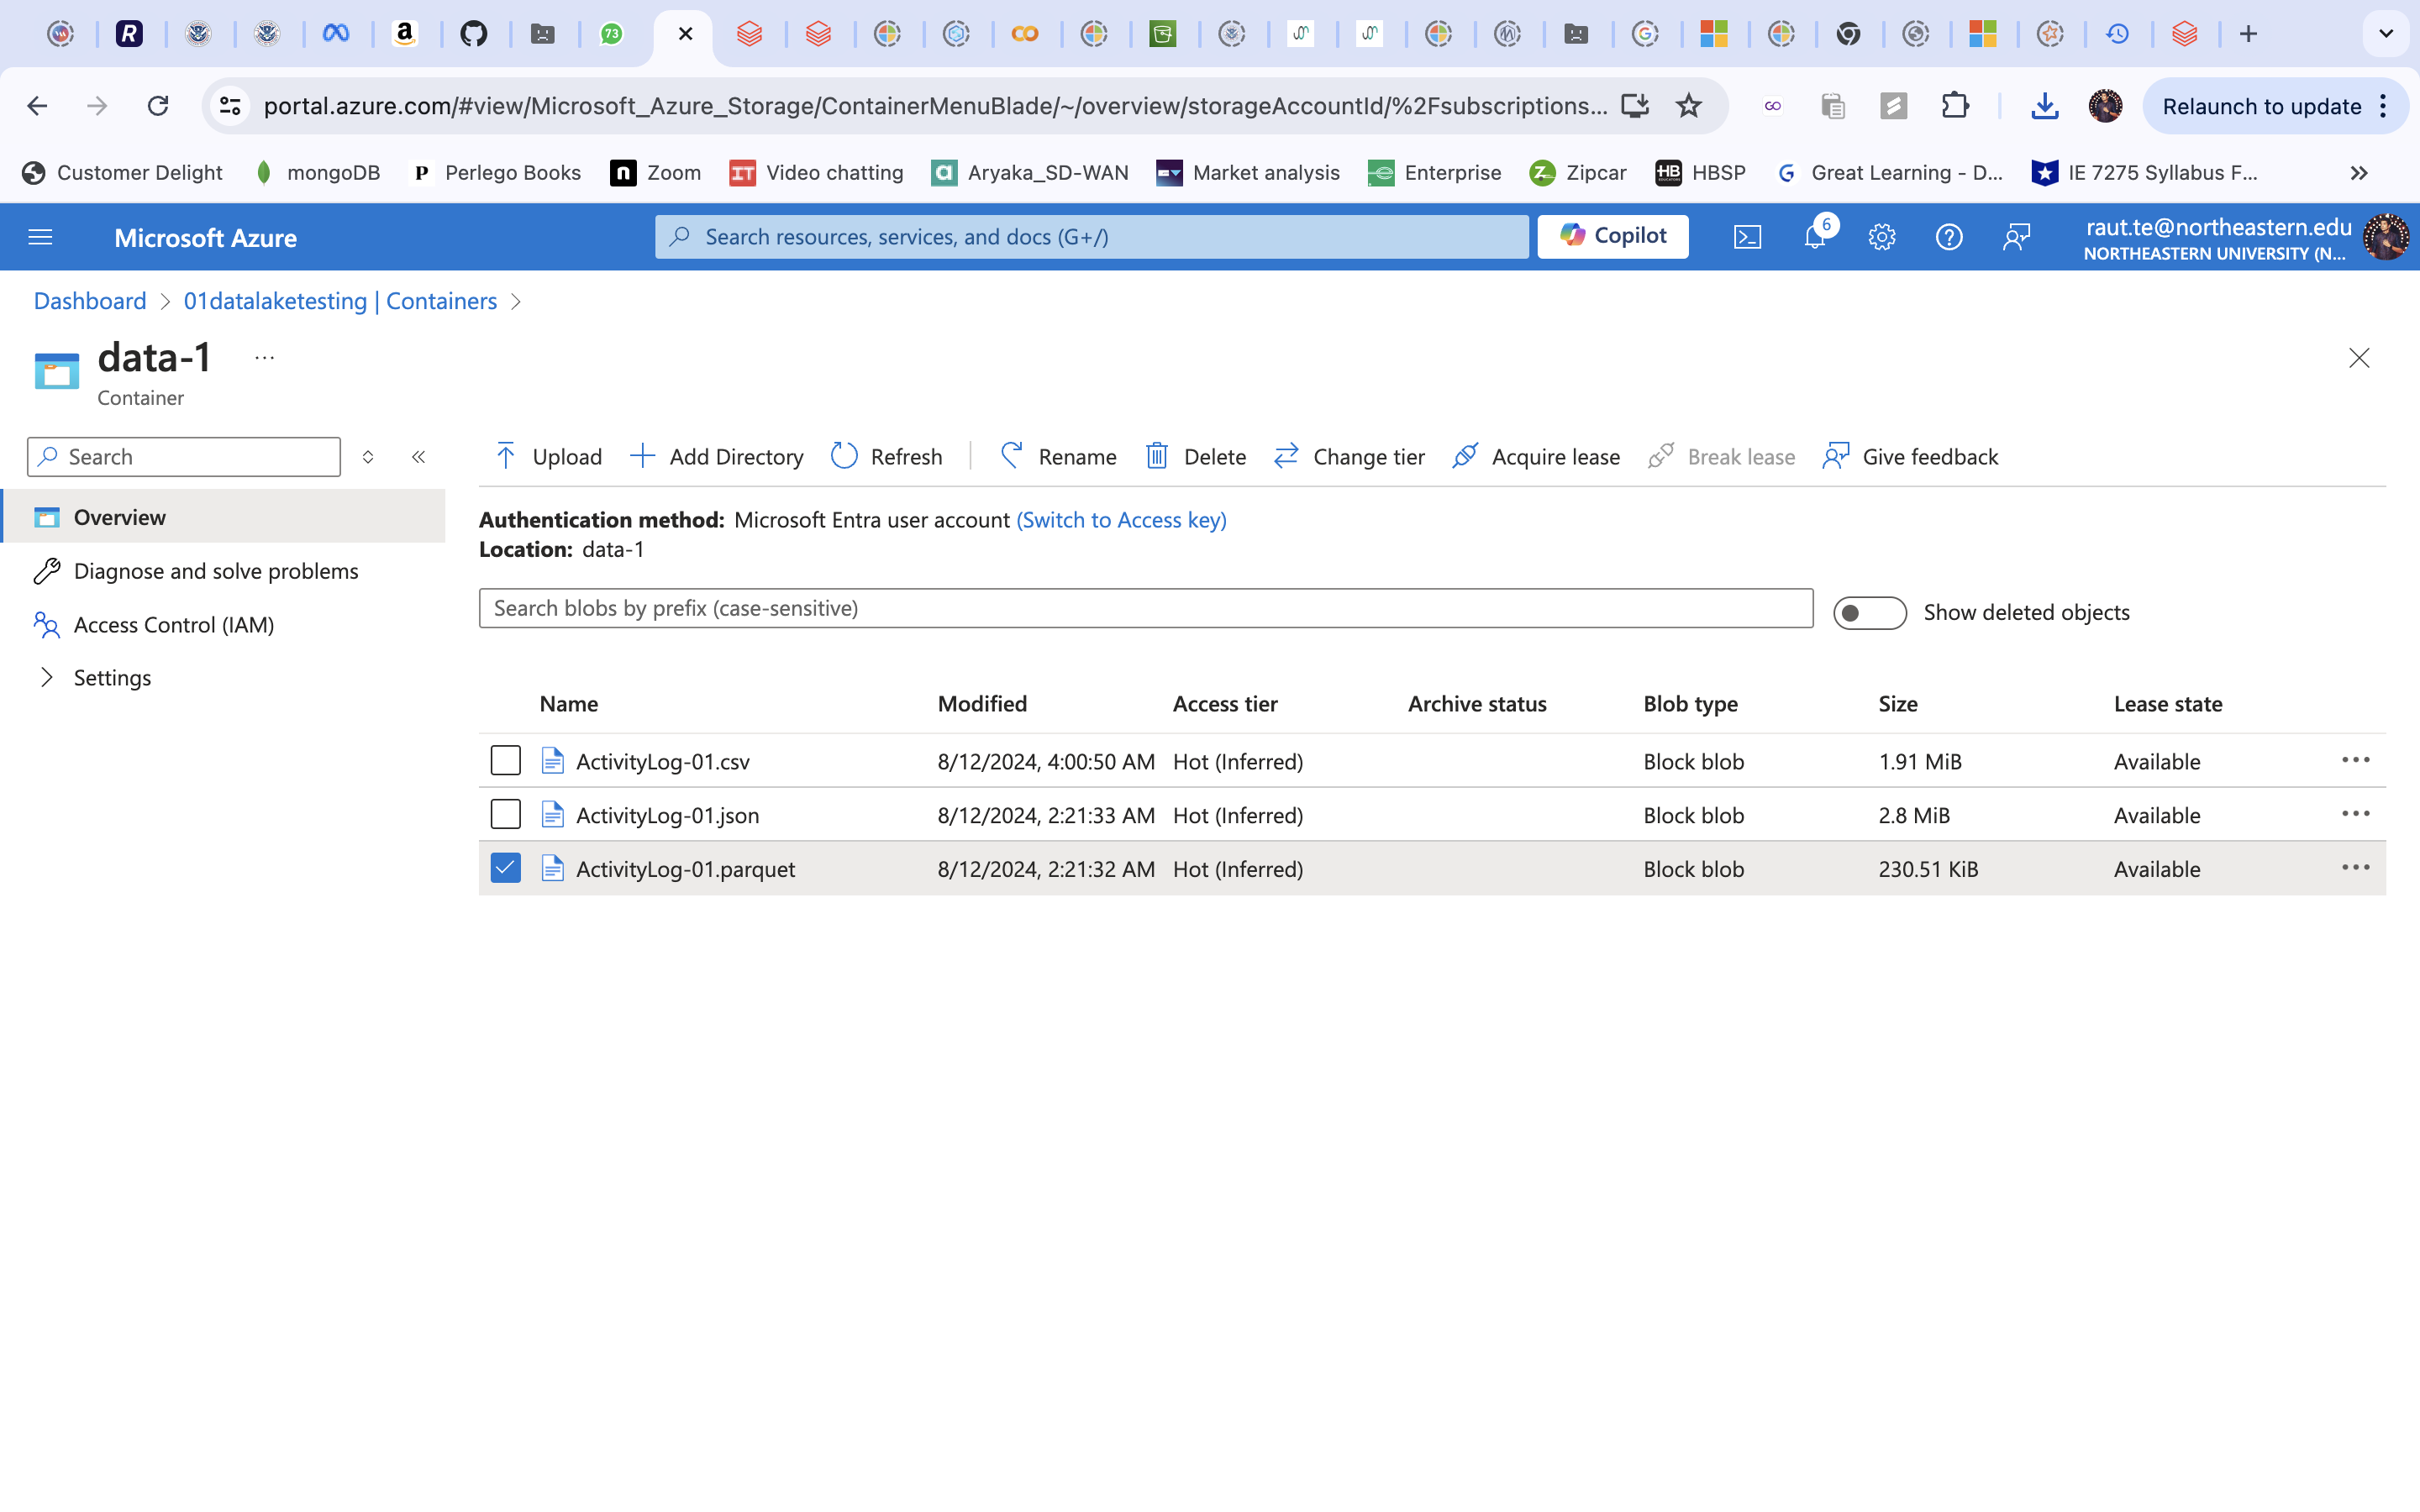 73
portal.azure.com/#view/Microsoft_Azure_Storage/ContainerMenuBlade/~/overview/storageAccountId/%2Fsubscriptions...
Relaunch to update
Customer Delight
mongoDB
P Perlego Books
n Zoom
IT Video chatting
a Aryaka_SD-WAN
Market analysis
Enterprise
Z Zipcar
HB HBSP
G Great Learning - D...
IE 7275 Syllabus F...
Microsoft Azure
Search resources, services, and docs (G+/)
Copilot
6
raut.te@northeastern.edu
NORTHEASTERN UNIVERSITY (N...
Dashboard > 01datalaketesting | Containers >
data-1 ...
Container
Search
Overview
Diagnose and solve problems
Access Control (IAM)
Settings
Upload
Add Directory
Refresh
Rename
Delete
Change tier
Acquire lease
Break lease
Give feedback
Authentication method: Microsoft Entra user account (Switch to Access key)
Location: data-1
Search blobs by prefix (case-sensitive)
Show deleted objects
Name Modified Access tier Archive status Blob type Size Lease state
ActivityLog-01.csv 8/12/2024, 4:00:50 AM Hot (Inferred) Block blob 1.91 MiB Available
ActivityLog-01.json 8/12/2024, 2:21:33 AM Hot (Inferred) Block blob 2.8 MiB Available
ActivityLog-01.parquet 8/12/2024, 2:21:32 AM Hot (Inferred) Block blob 230.51 KiB Available